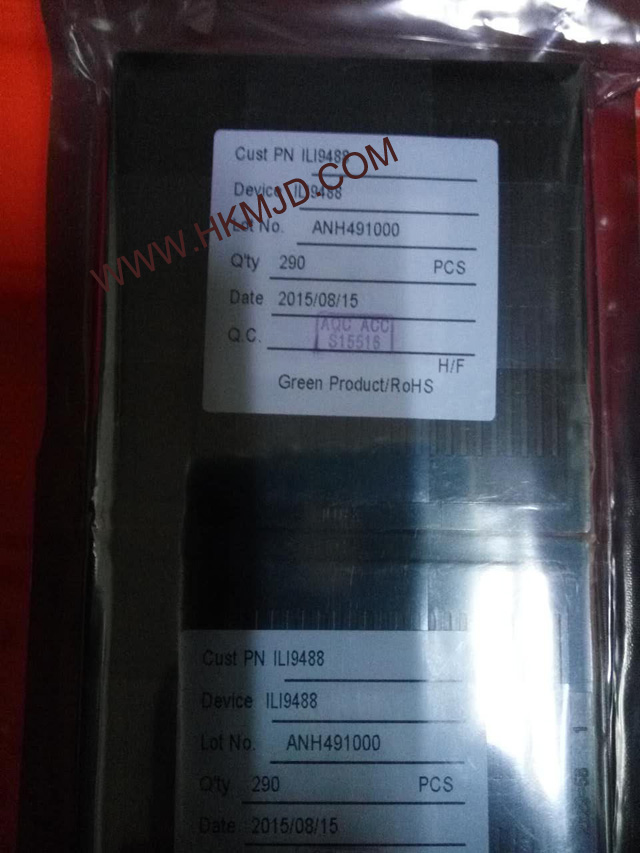 Cust PN ILI9488
Device ILI9488
Lot No. ANH491000
Q'ty 290 PCS
Date 2015/08/15
Q.C. AQC ACC
S15518
H/F
Green Product/RoHS
WWW.HKMJD.COM
Cust PN ILI9488
Device ILI9488
Lot No. ANH491000
Q'ty 290 PCS
Date 2015/08/15